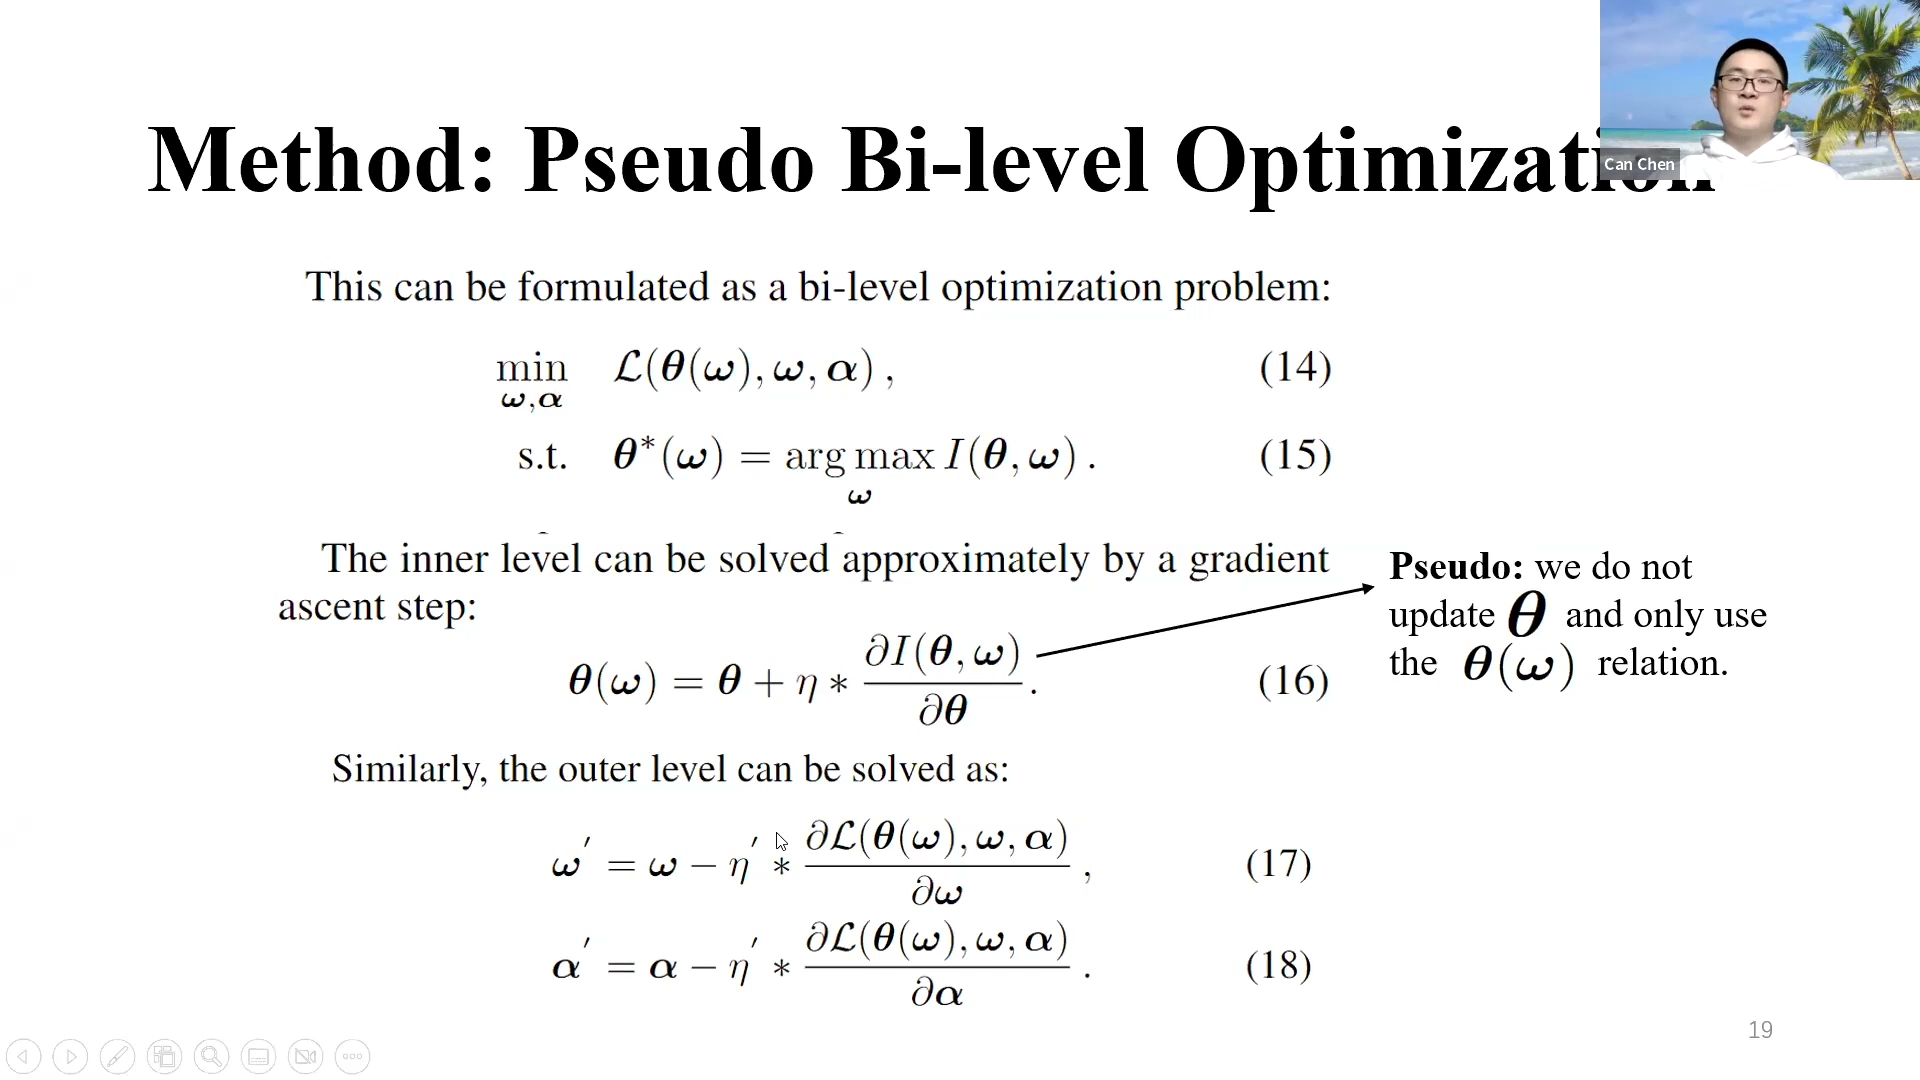 Method: Pseudo Bi-level Optimization
Can Chen
This can be formulated as a bi-level optimization problem:
min ℒ(θ(ω), ω, α) , (14)
ω,α
s.t. θ*(ω) = arg max I(θ, ω) . (15)
ω
The inner level can be solved approximately by a gradient
ascent step:
θ(ω) = θ + η * ∂I(θ, ω) / ∂θ . (16)
Pseudo: we do not
update θ and only use
the θ(ω) relation.
Similarly, the outer level can be solved as:
ω′ = ω − η′ * ∂ℒ(θ(ω), ω, α) / ∂ω , (17)
α′ = α − η′ * ∂ℒ(θ(ω), ω, α) / ∂α . (18)
19